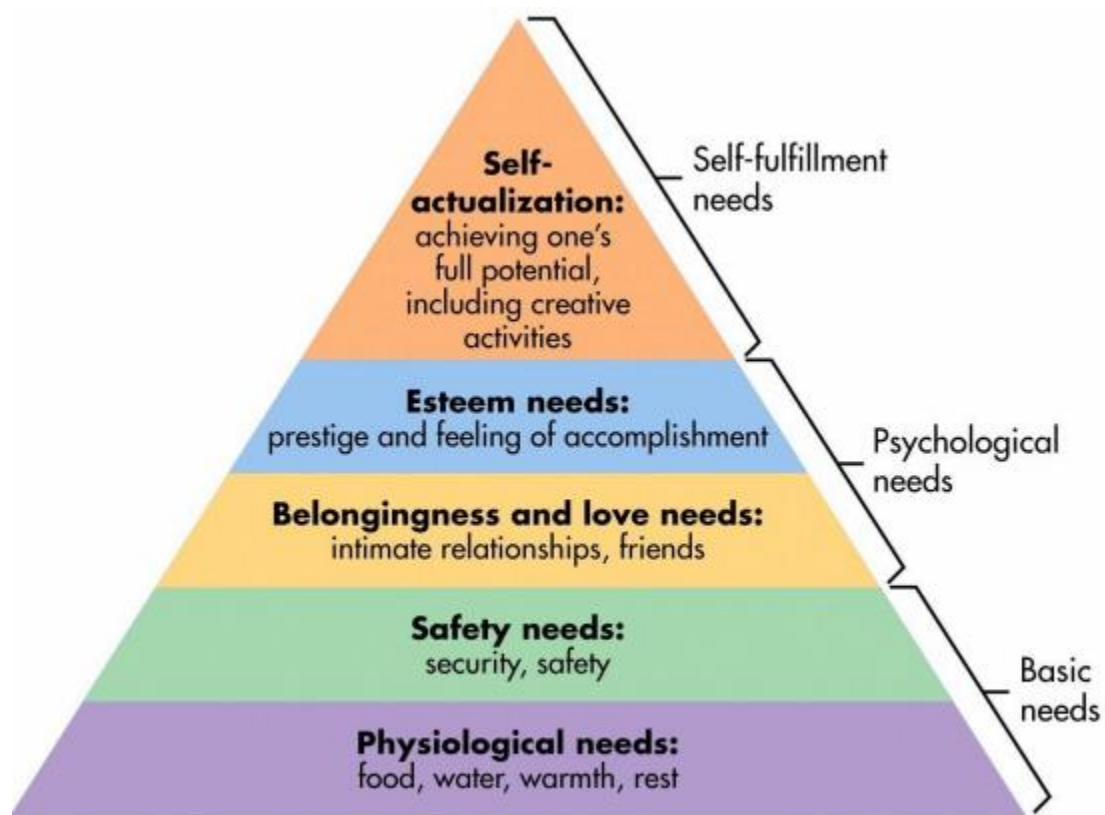 Self-
actualization:
achieving one's
full potential,
including creative
activities
Self-fulfillment
needs
Esteem needs:
prestige and feeling of accomplishment
Psychological
needs
Belongingness and love needs:
intimate relationships, friends
Safety needs:
security, safety
Basic
needs
Physiological needs:
food, water, warmth, rest